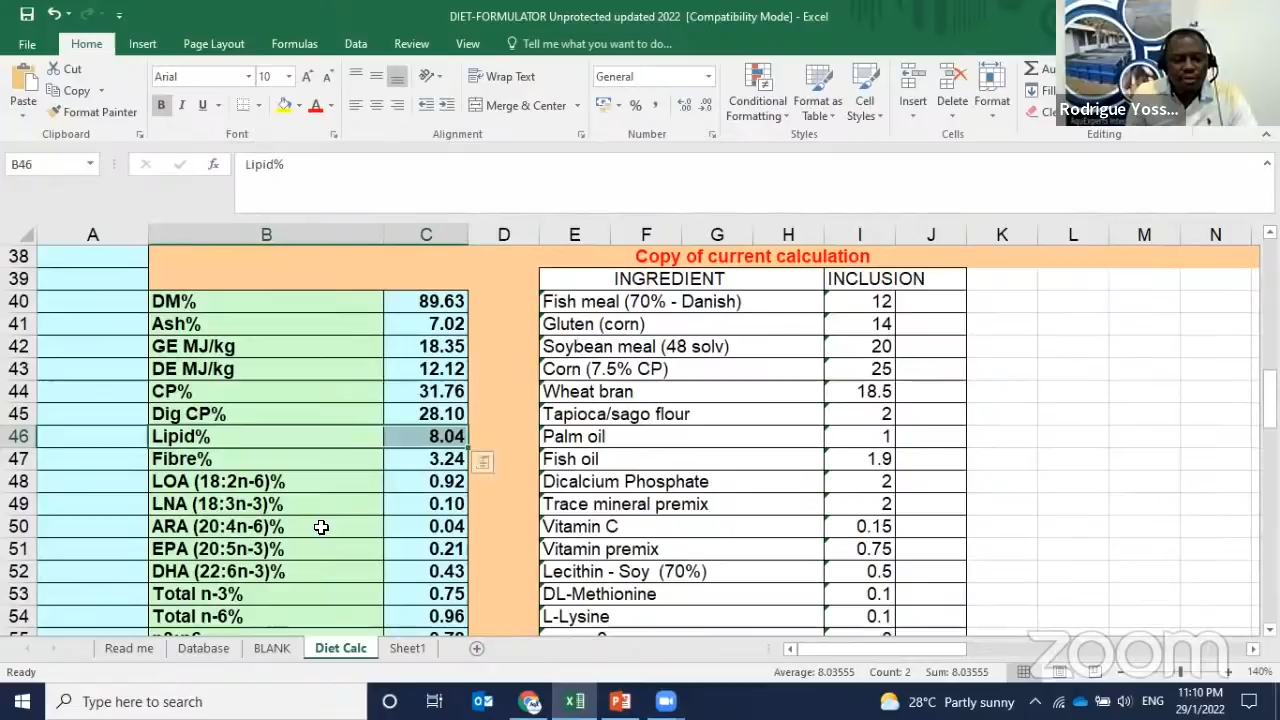 DIET-FORMULATOR Unprotected updated 2022 [Compatibility Mode] - Excel
File Home Insert Page Layout Formulas Data Review View Tell me what you want to do...
Paste
Cut
Copy
Format Painter
Clipboard
Arial 10
B I U
Font
Wrap Text
Merge & Center
Alignment
General
Number
Conditional Formatting
Format as Table
Cell Styles
Styles
Insert Delete Format
Cells
Au
Fil
Cl
Editing
Rodrigue Yoss...
B46 fx Lipid%
A B C D E F G H I J K L M N
38 Copy of current calculation
39 INGREDIENT INCLUSION
40 DM% 89.63 Fish meal (70% - Danish) 12
41 Ash% 7.02 Gluten (corn) 14
42 GE MJ/kg 18.35 Soybean meal (48 solv) 20
43 DE MJ/kg 12.12 Corn (7.5% CP) 25
44 CP% 31.76 Wheat bran 18.5
45 Dig CP% 28.10 Tapioca/sago flour 2
46 Lipid% 8.04 Palm oil 1
47 Fibre% 3.24 Fish oil 1.9
48 LOA (18:2n-6)% 0.92 Dicalcium Phosphate 2
49 LNA (18:3n-3)% 0.10 Trace mineral premix 2
50 ARA (20:4n-6)% 0.04 Vitamin C 0.15
51 EPA (20:5n-3)% 0.21 Vitamin premix 0.75
52 DHA (22:6n-3)% 0.43 Lecithin - Soy (70%) 0.5
53 Total n-3% 0.75 DL-Methionine 0.1
54 Total n-6% 0.96 L-Lysine 0.1
Read me Database BLANK Diet Calc Sheet1
zoom
Ready Average: 8.03555 Count: 2 Sum: 8.03555 140%
Type here to search
28°C Partly sunny ENG 11:10 PM
29/1/2022